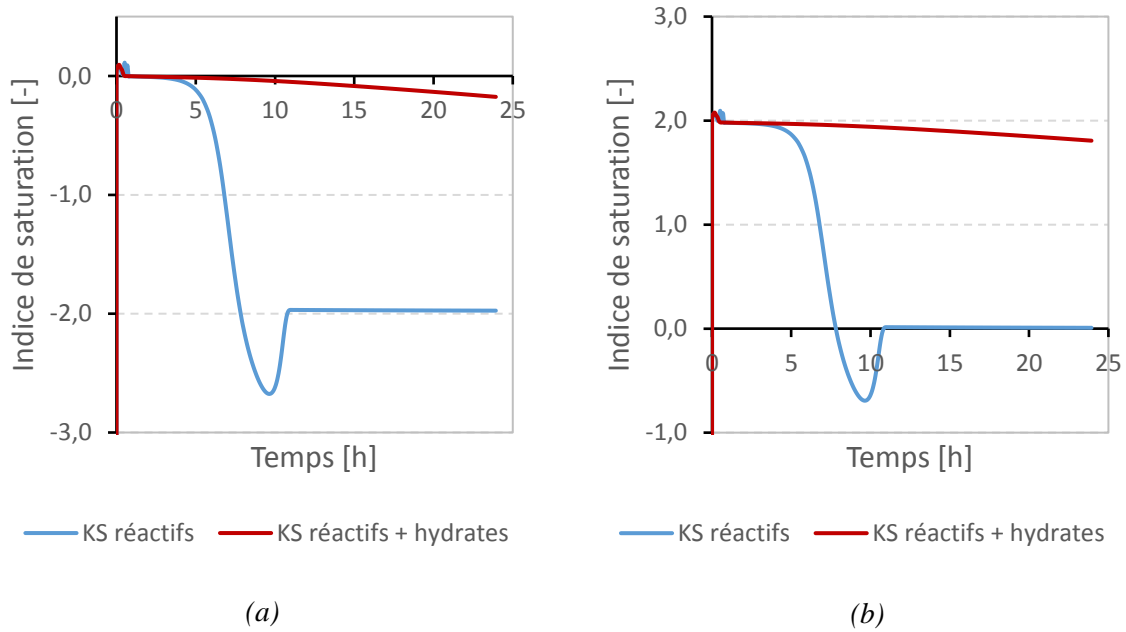 Indice de saturation [-]
0,0
-1,0
-2,0
-3,0
0 5 10 15 20 25
Temps [h]
KS réactifs KS réactifs + hydrates
(a)
Indice de saturation [-]
3,0
2,0
1,0
0,0
-1,0
0 5 10 15 20 25
Temps [h]
KS réactifs KS réactifs + hydrates
(b)